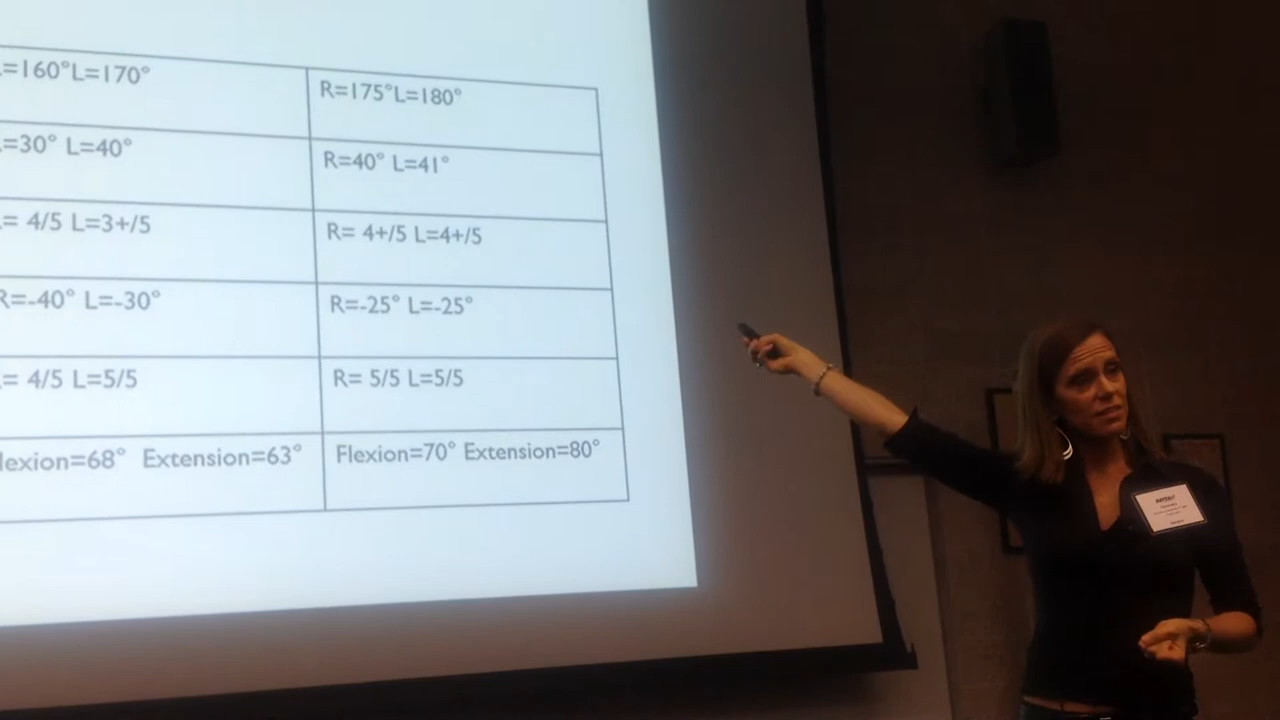 =160°L=170°
R=175°L=180°
=30° L=40°
R=40° L=41°
= 4/5 L=3+/5
R= 4+/5 L=4+/5
R=-40° L=-30°
R=-25° L=-25°
= 4/5 L=5/5
R= 5/5 L=5/5
lexion=68° Extension=63°
Flexion=70° Extension=80°